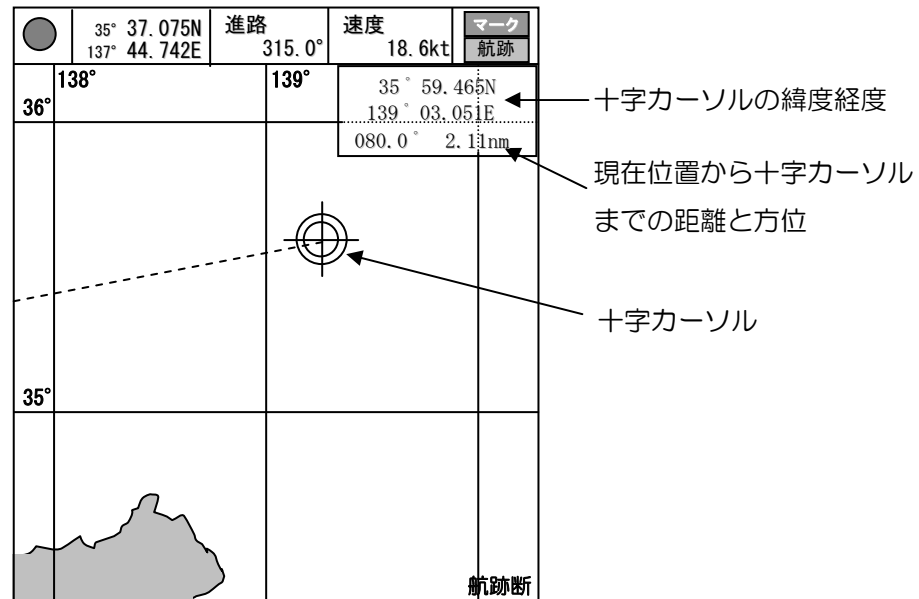 35° 37.075N
137° 44.742E
進路
315.0°
速度
18.6kt
マーク
航跡
138°
139°
36°
35°59.465N
139°03.051E
080.0° 2.11nm
十字カーソルの緯度経度
現在位置から十字カーソル
までの距離と方位
十字カーソル
35°
航跡断